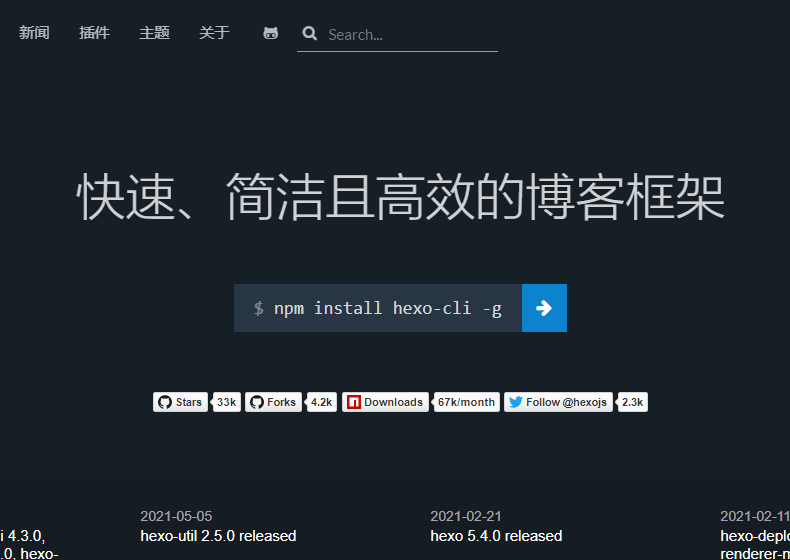 新闻 插件 主题 关于 Search...
快速、简洁且高效的博客框架
$ npm install hexo-cli -g
Stars 33k Forks 4.2k Downloads 67k/month Follow @hexojs 2.3k
2021-05-05 2021-02-21 2021-02-11
i 4.3.0, hexo-util 2.5.0 released hexo 5.4.0 released hexo-deplo
.0, hexo- renderer-m